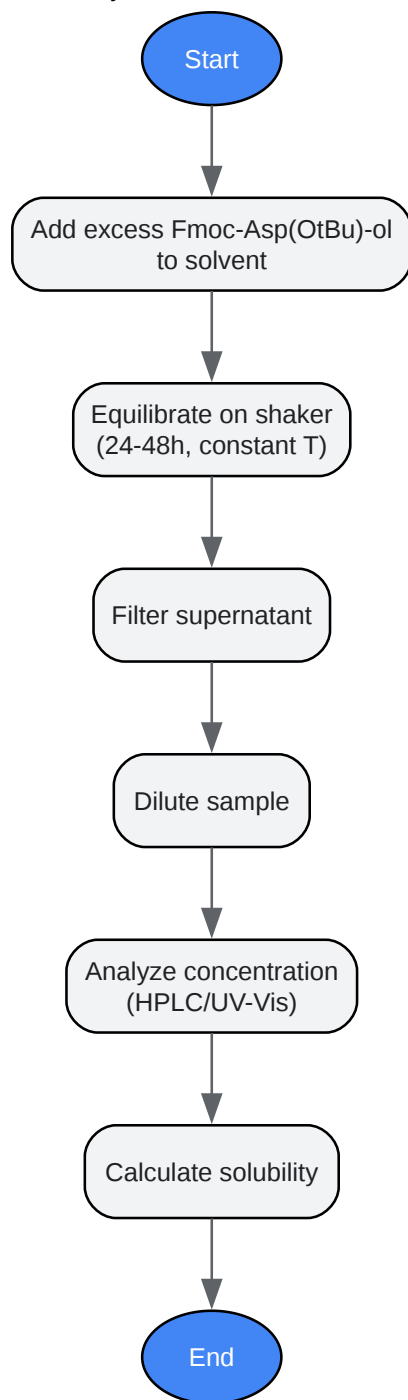 Start
Add excess Fmoc-Asp(OtBu)-ol
to solvent
Equilibrate on shaker
(24-48h, constant T)
Filter supernatant
Dilute sample
Analyze concentration
(HPLC/UV-Vis)
Calculate solubility
End